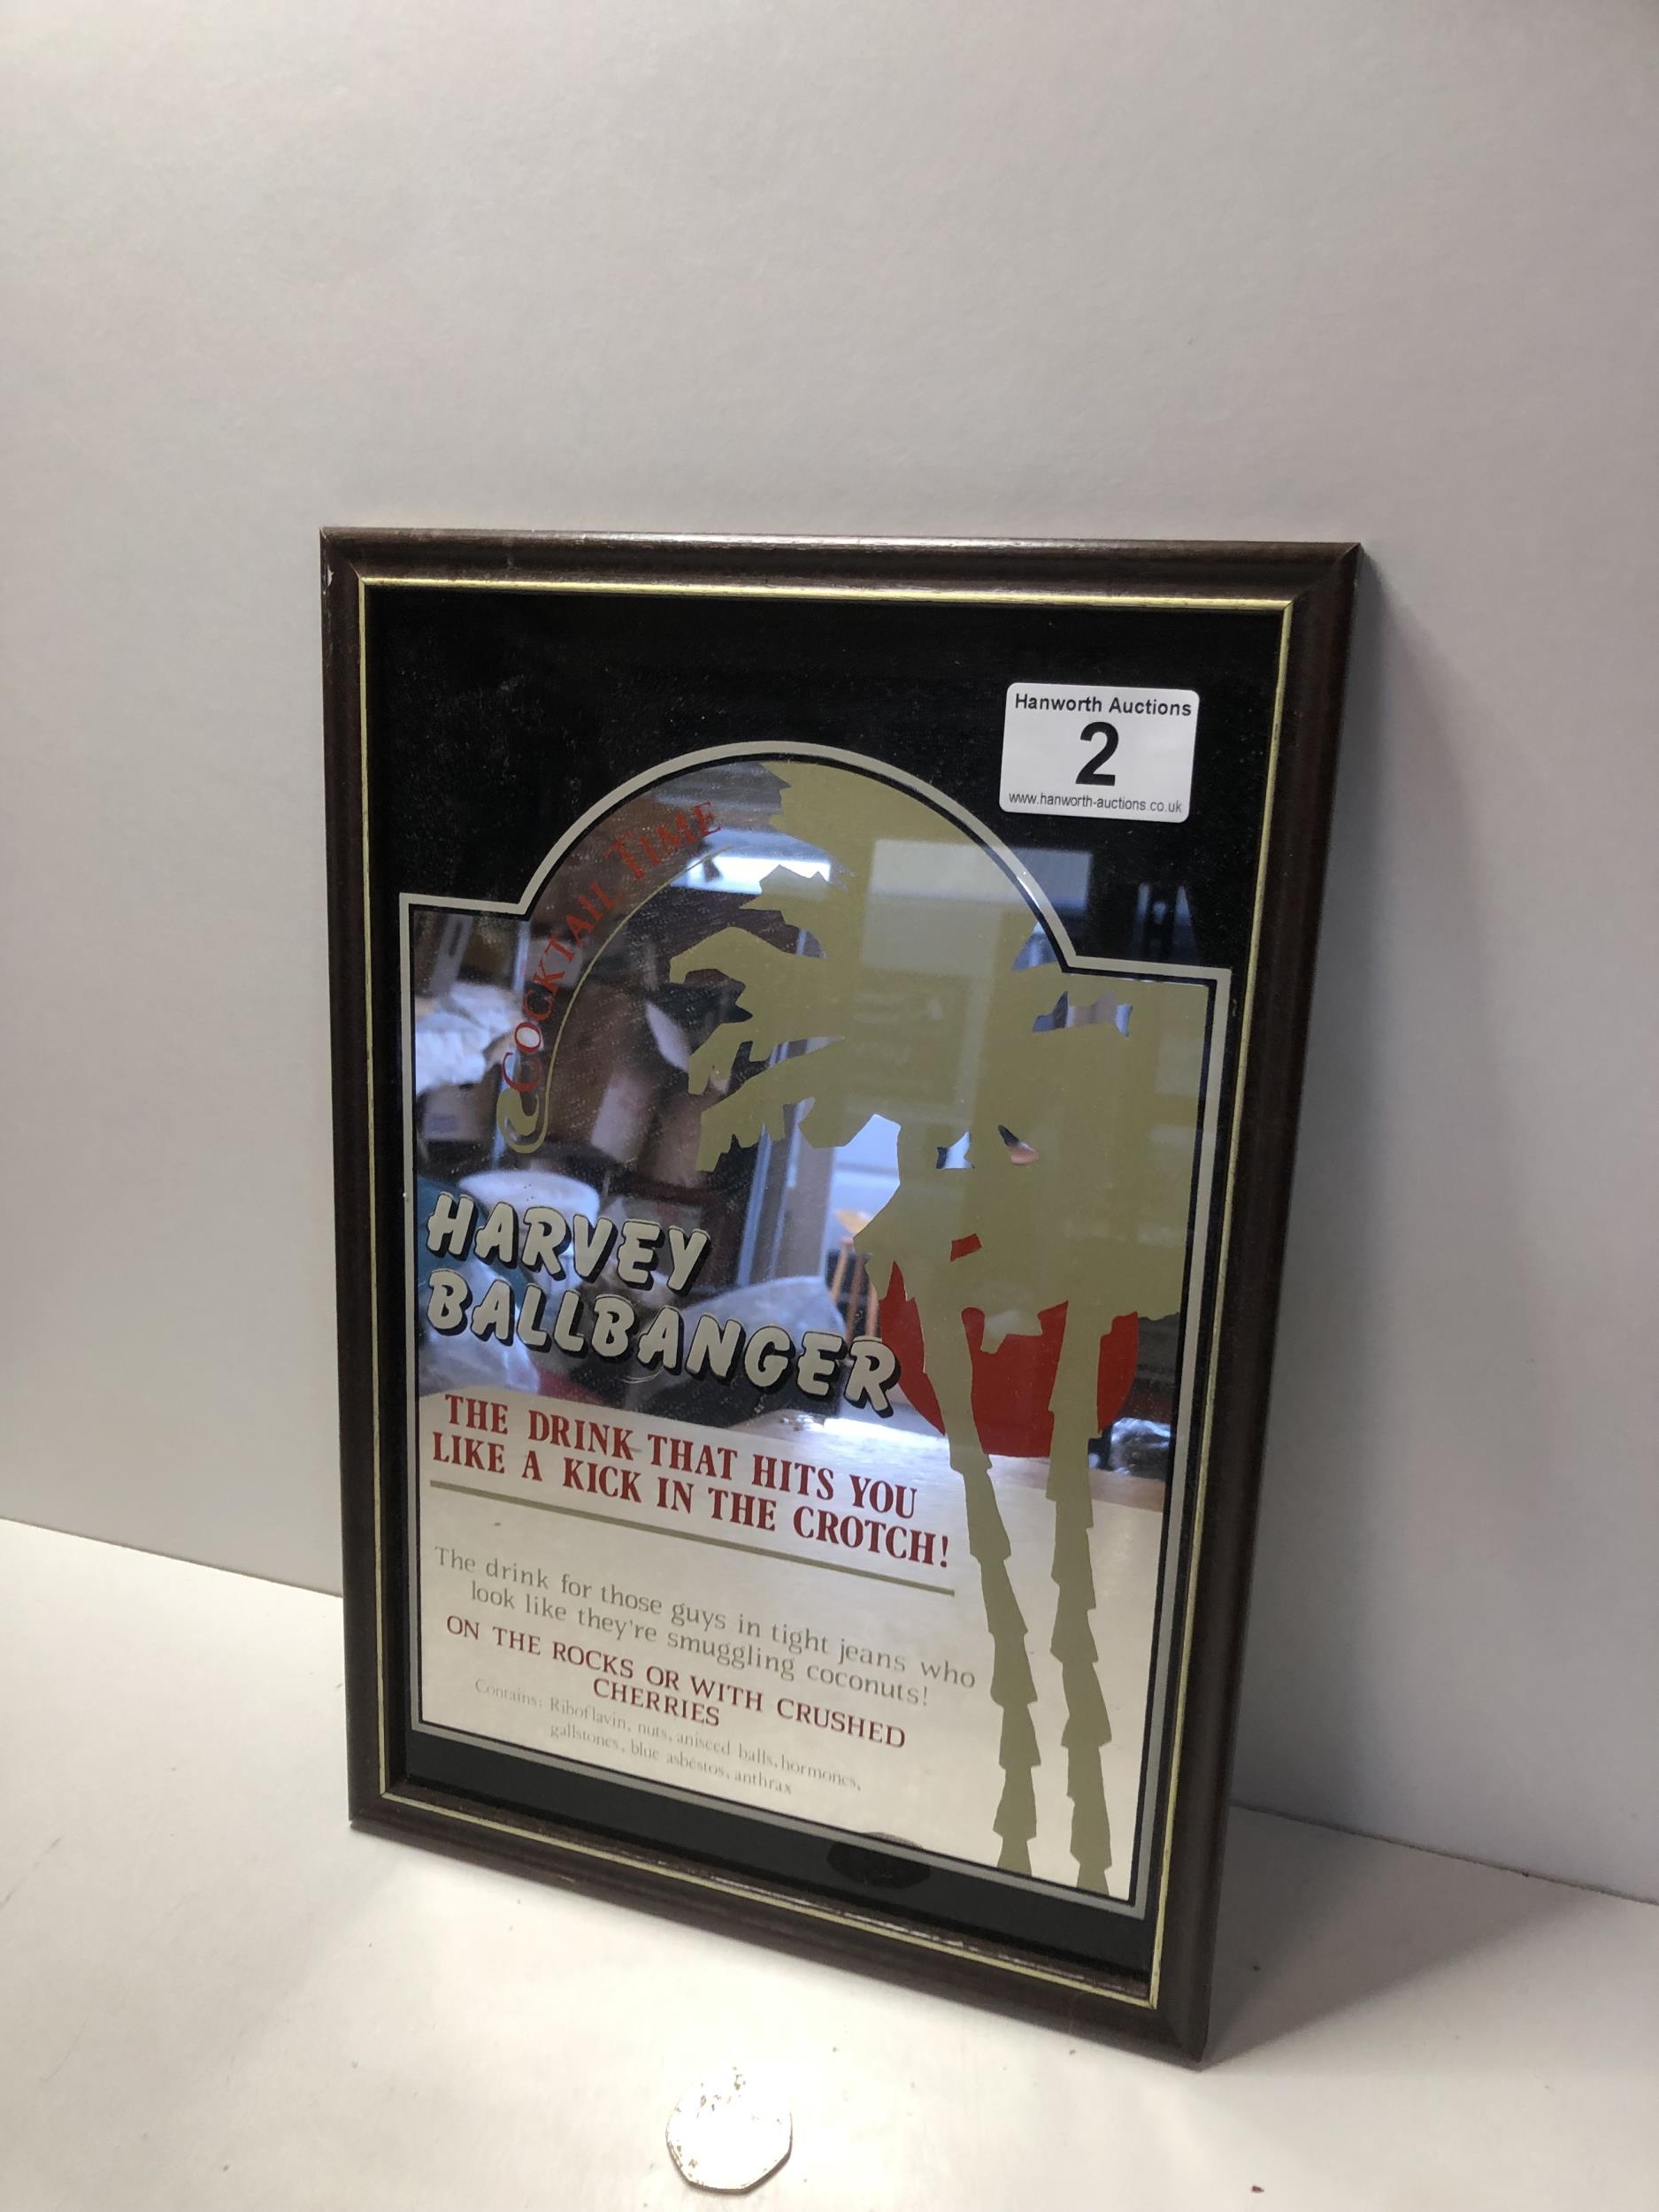 Hanworth Auctions
2
www.hanworth-auctions.co.uk
COCKTAIL TIME
HARVEY
BALLBANGER
THE DRINK THAT HITS YOU
LIKE A KICK IN THE CROTCH!
The drink for those guys in tight jeans who
look like they're smuggling coconuts!
ON THE ROCKS OR WITH CRUSHED
CHERRIES
Contains: Riboflavin, nuts, aniseed balls, hormones,
gallstones, blue asbestos, anthrax